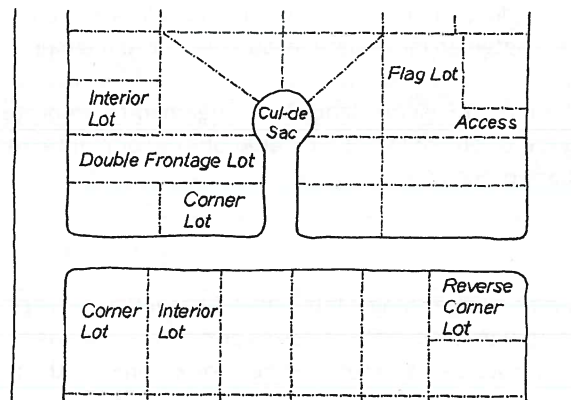 Flag Lot
Interior
Lot
Cul-de
Sac
Access
Double Frontage Lot
Corner
Lot
Reverse
Corner
Lot
Corner
Lot
Interior
Lot